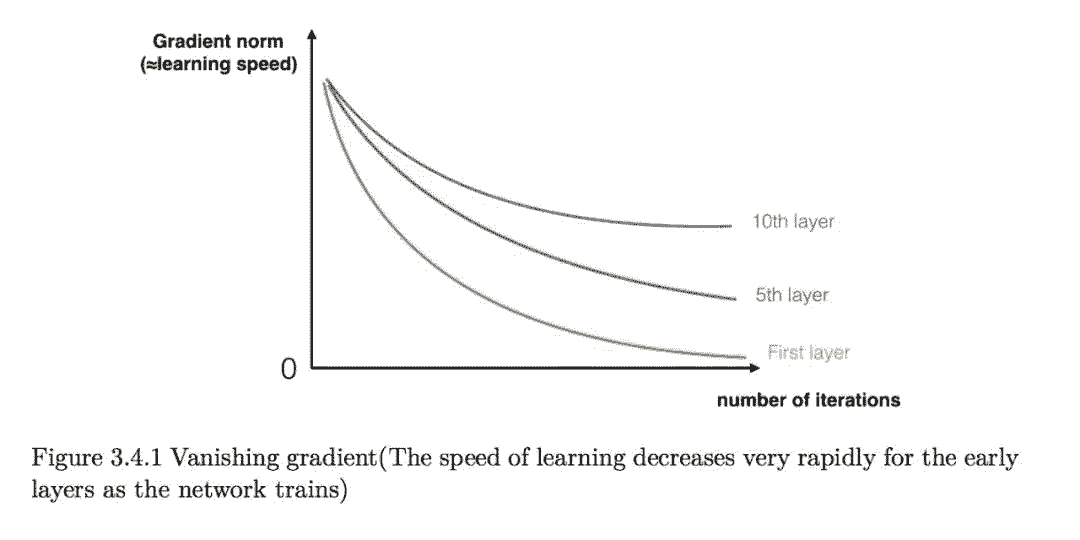 Gradient norm
(≈learning speed)
10th layer
5th layer
First layer
0
number of iterations
Figure 3.4.1 Vanishing gradient(The speed of learning decreases very rapidly for the early
layers as the network trains)